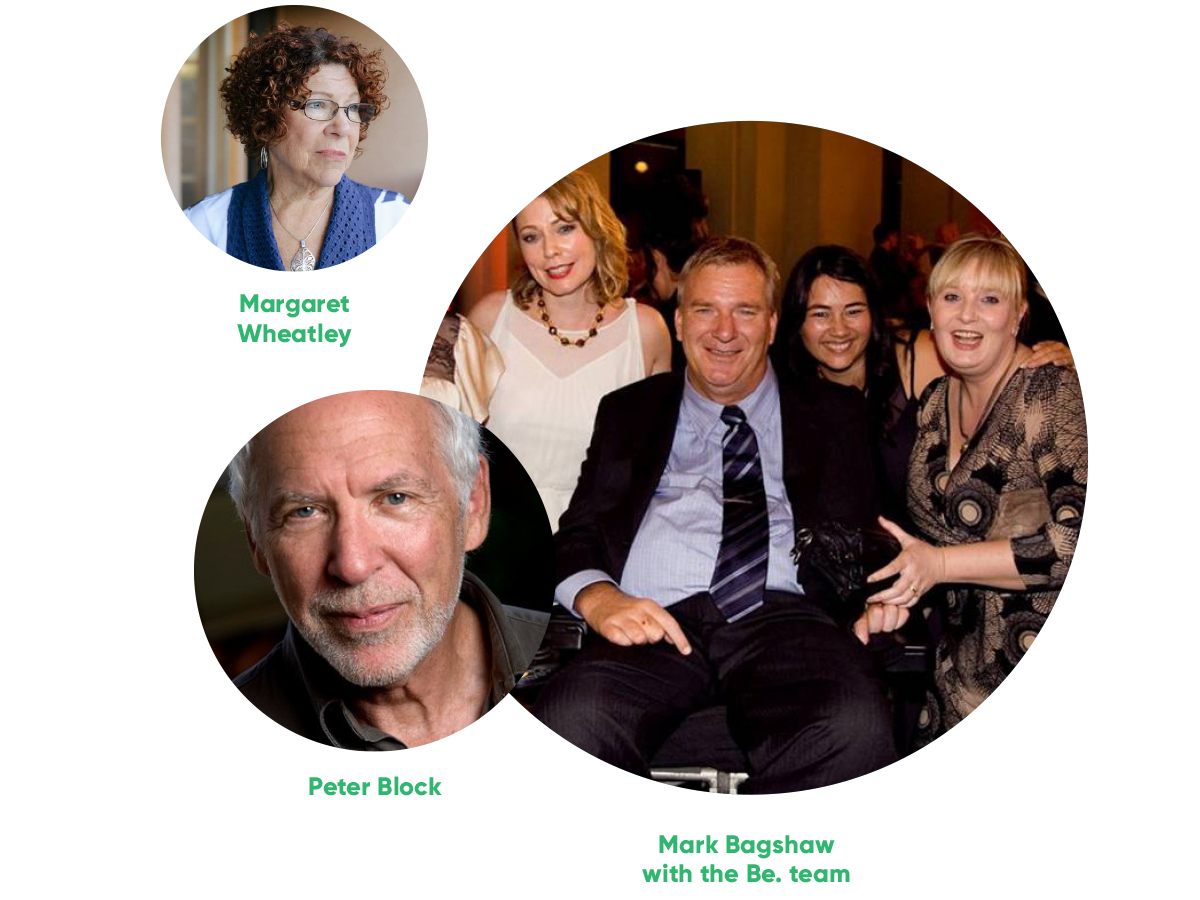 Margaret
Wheatley
Peter Block
Mark Bagshaw
with the Be. team